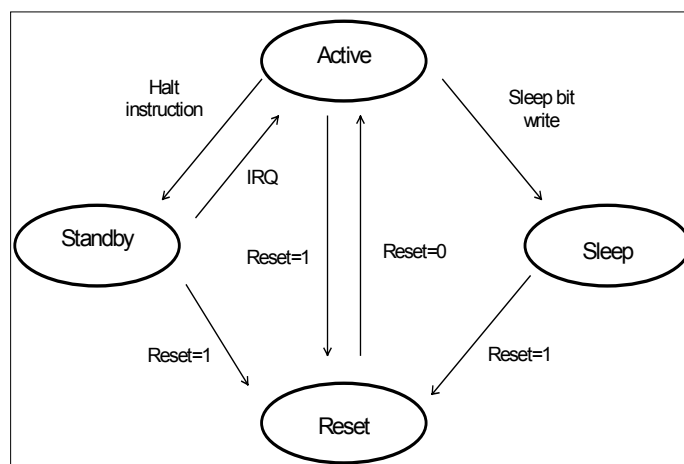 Active
Halt
instruction
Sleep bit
write
IRQ
Standby
Reset=1
Reset=0
Sleep
Reset=1
Reset=1
Reset